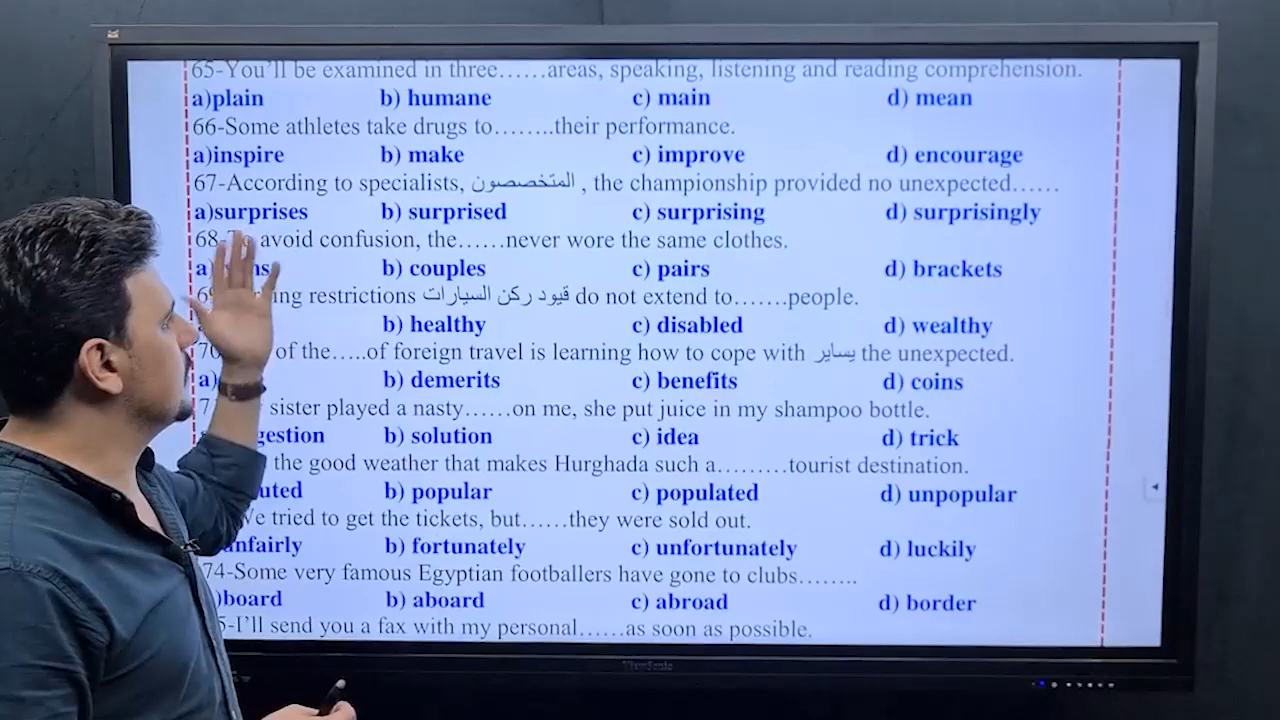 65-You'll be examined in three……areas, speaking, listening and reading comprehension.
a)plain b) humane c) main d) mean
66-Some athletes take drugs to……..their performance.
a)inspire b) make c) improve d) encourage
67-According to specialists, المتخصصون , the championship provided no unexpected……
a)surprises b) surprised c) surprising d) surprisingly
68- avoid confusion, the……never wore the same clothes.
a) b) couples c) pairs d) brackets
restrictions قيود ركن السيارات do not extend to…….people.
b) healthy c) disabled d) wealthy
70 of the…..of foreign travel is learning how to cope with يساير the unexpected.
a) b) demerits c) benefits d) coins
sister played a nasty……on me, she put juice in my shampoo bottle.
b) solution c) idea d) trick
the good weather that makes Hurghada such a………tourist destination.
b) popular c) populated d) unpopular
We tried to get the tickets, but……they were sold out.
unfairly b) fortunately c) unfortunately d) luckily
74-Some very famous Egyptian footballers have gone to clubs……..
)board b) aboard c) abroad d) border
5-I'll send you a fax with my personal……as soon as possible.
ViewSonic